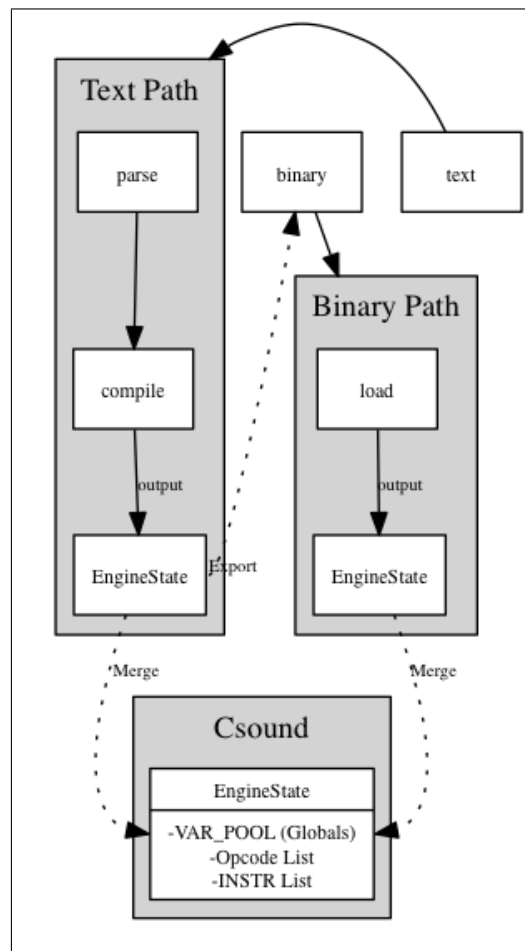 Text Path
parse
binary
text
Binary Path
compile
load
output
output
EngineState
Export
EngineState
Merge
Merge
Csound
EngineState
-VAR_POOL (Globals)
-Opcode List
-INSTR List